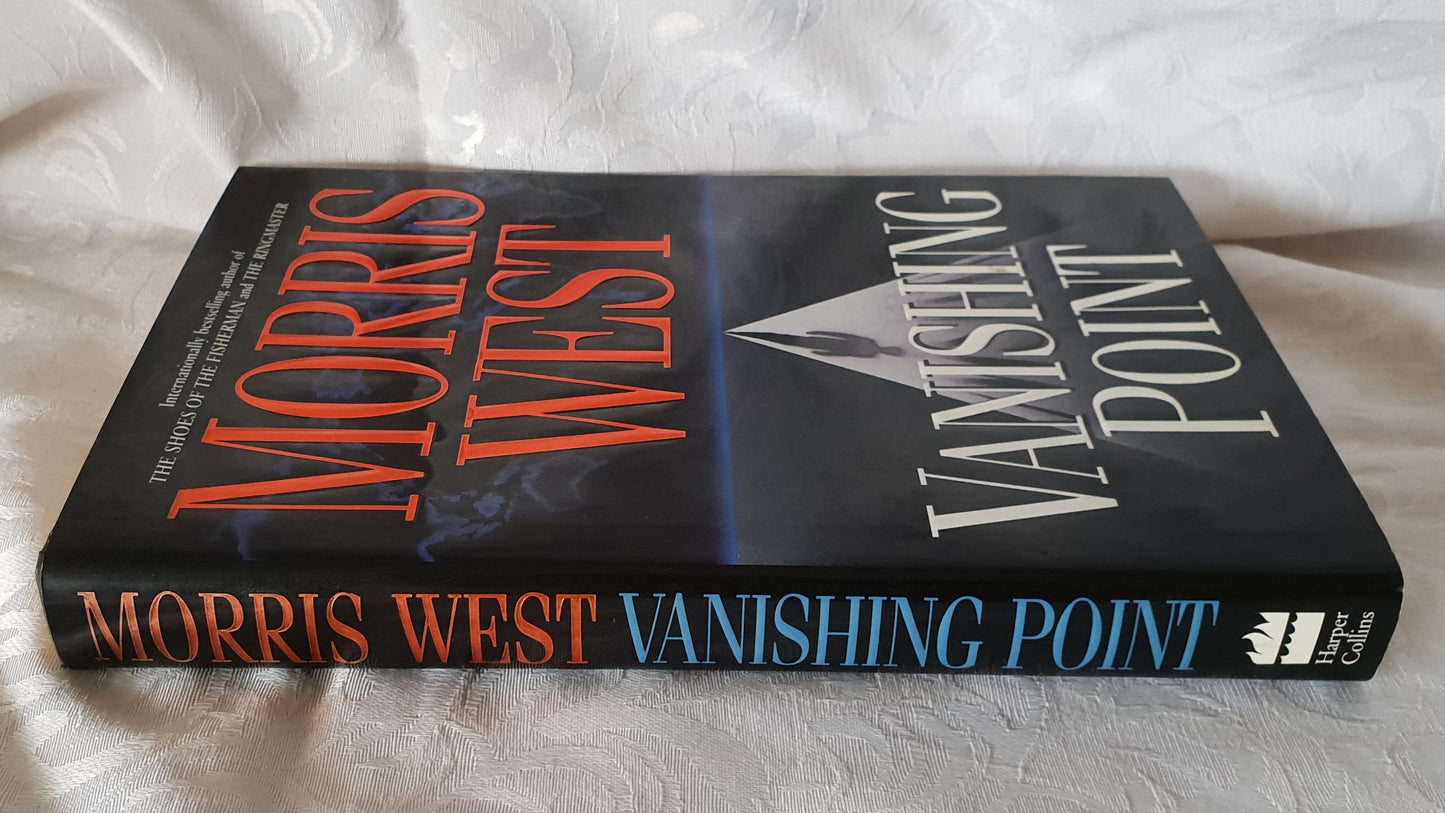 Internationally bestselling author of
THE SHOES OF THE FISHERMAN and THE RINGMASTER
MORRIS
WEST
VANISHING
POINT
MORRIS WEST VANISHING POINT
Harper
Collins